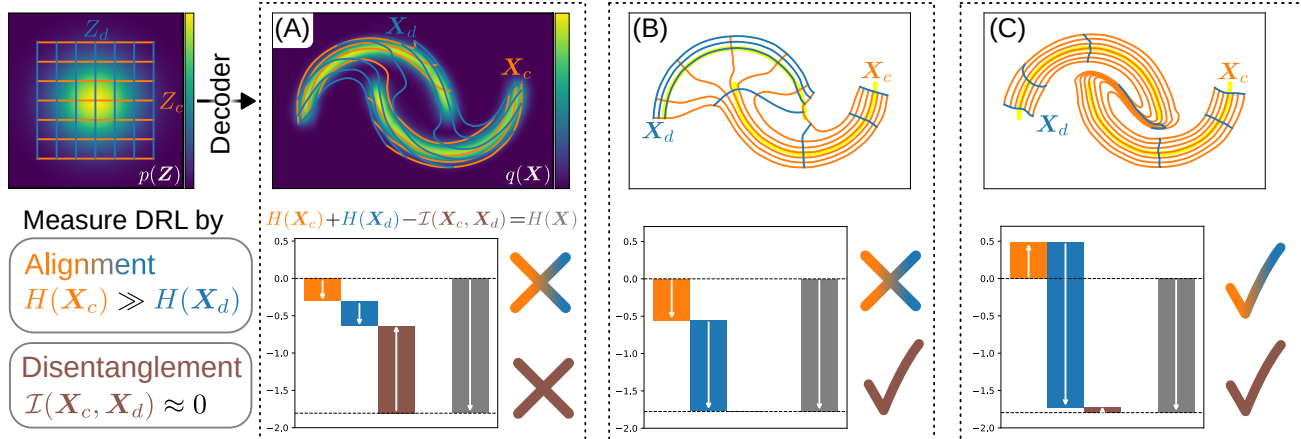 Z_d
Z_c
p(Z)
Decoder
(A)
X_d
X_c
q(X)
(B)
X_c
X_d
(C)
X_c
X_d
Measure DRL by
Alignment
H(X_c) ≫ H(X_d)
Disentanglement
I(X_c, X_d) ≈ 0
H(X_c)+H(X_d)−I(X_c, X_d)=H(X)
0.5
0.0
−0.5
−1.0
−1.5
−2.0
0.5
0.0
−0.5
−1.0
−1.5
−2.0
0.5
0.0
−0.5
−1.0
−1.5
−2.0